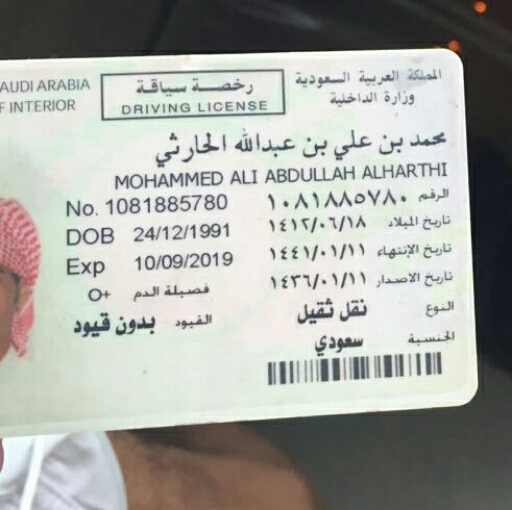 المملكة العربية السعودية
وزارة الداخلية
رخصة سياقة
DRIVING LICENSE
AUDI ARABIA
F INTERIOR
محمد بن علي بن عبدالله الحارثي
MOHAMMED ALI ABDULLAH ALHARTHI
No. 1081885780 الرقم ١٠٨١٨٨٥٧٨٠
DOB 24/12/1991 تاريخ الميلاد ١٤١٢/٠٦/١٨
Exp 10/09/2019 تاريخ الإنتهاء ١٤٤١/٠١/١١
تاريخ الاصدار ١٤٣٦/٠١/١١
فصيلة الدم O+
النوع نقل ثقيل
القيود بدون قيود
الجنسية سعودي